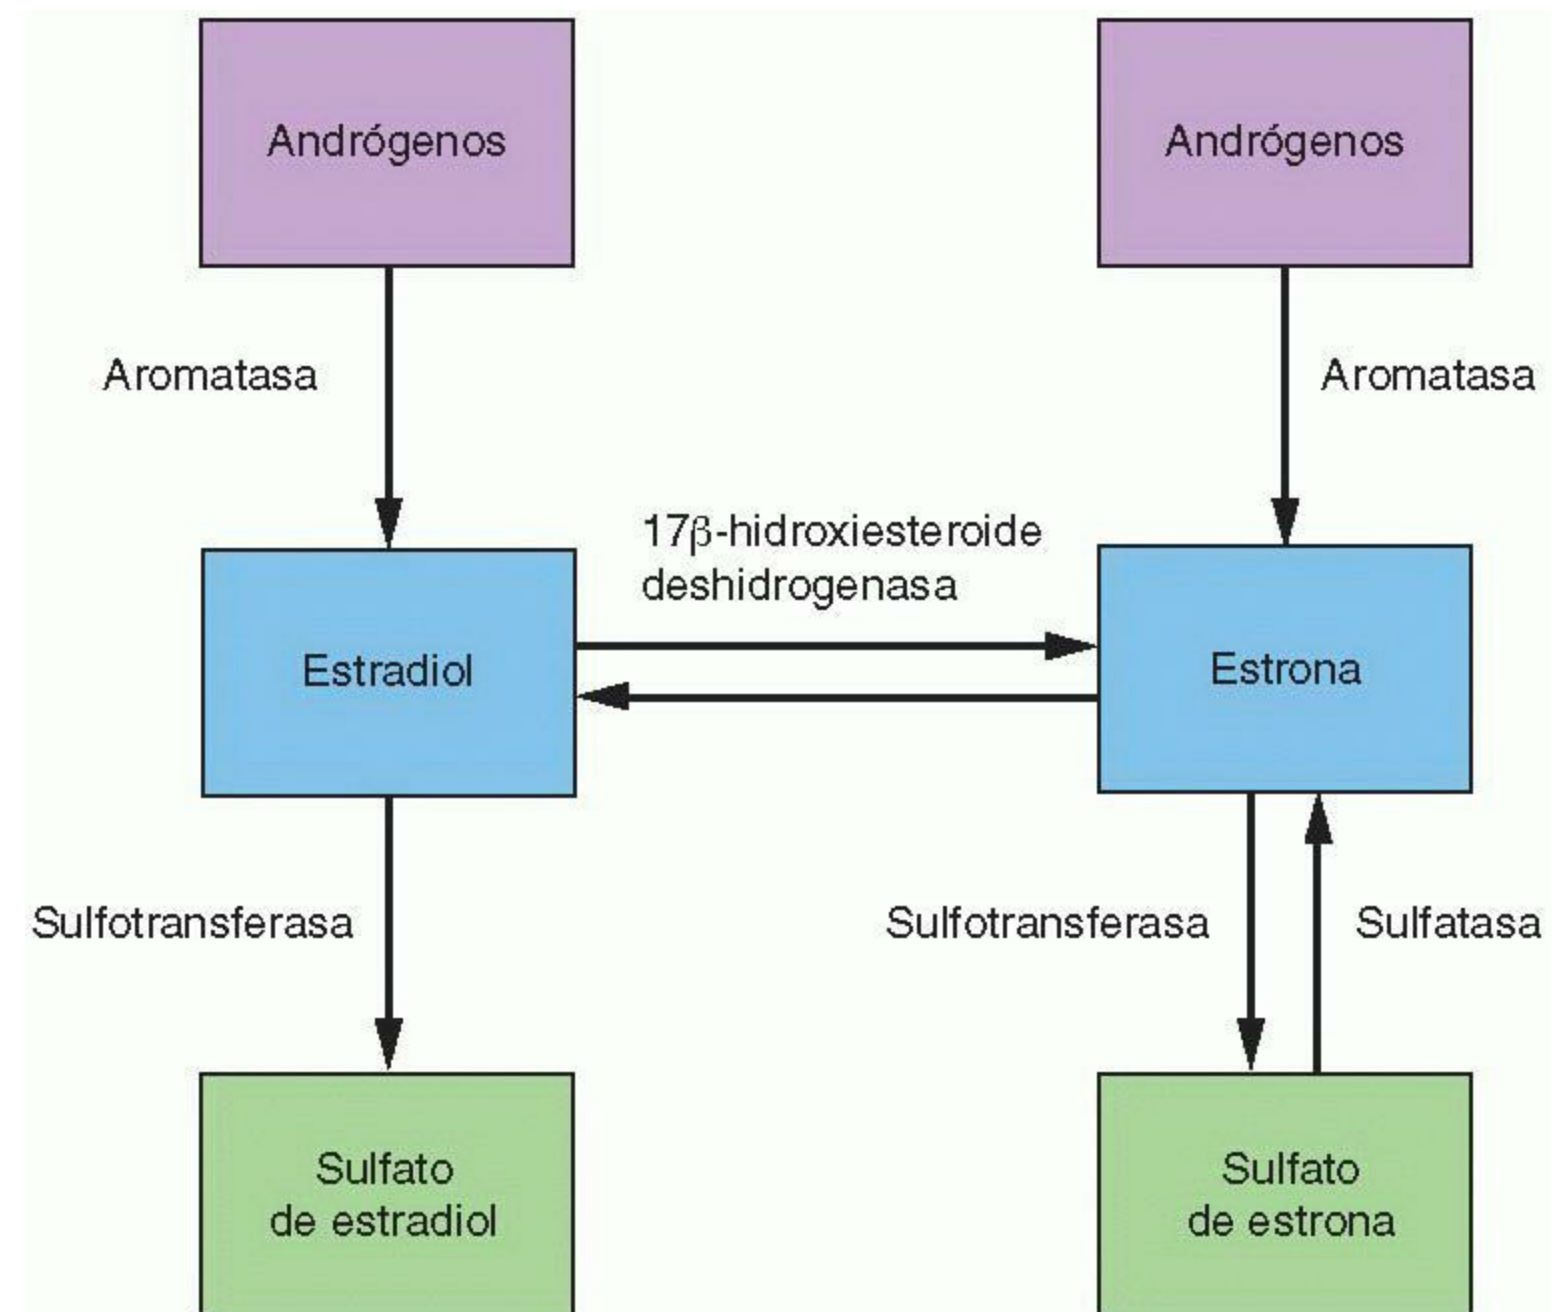 Andrógenos
Andrógenos
Aromatasa
Aromatasa
17β-hidroxiesteroide
deshidrogenasa
Estradiol
Estrona
Sulfotransferasa
Sulfotransferasa
Sulfatasa
Sulfato
de estradiol
Sulfato
de estrona